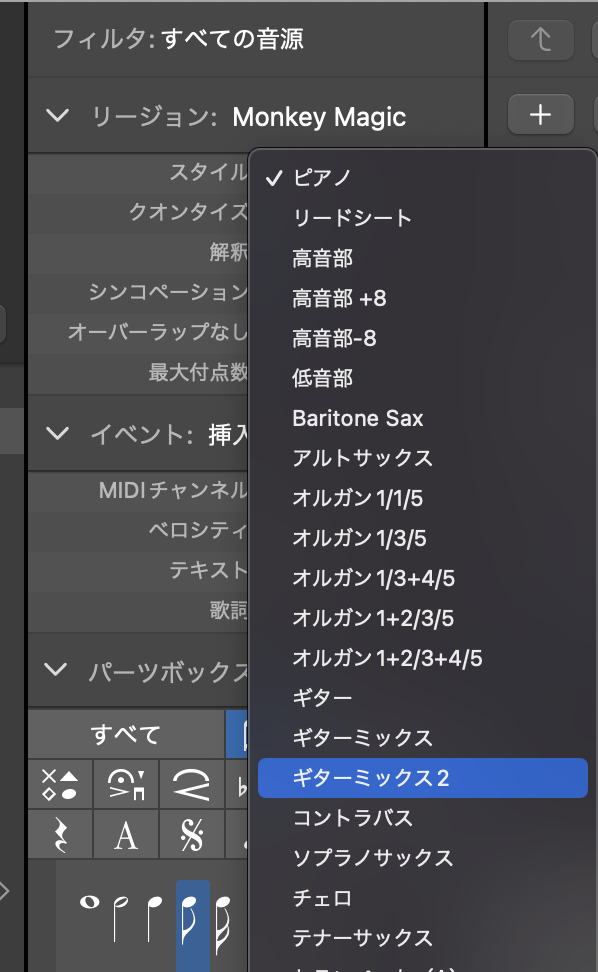 フィルタ: すべての音源
リージョン: Monkey Magic
スタイル
クオンタイズ
解釈
シンコペーション
オーバーラップなし
最大付点数
イベント: 挿入
MIDIチャンネル
ベロシティ
テキスト
歌詞
パーツボックス
すべて
✓ ピアノ
リードシート
高音部
高音部 +8
高音部-8
低音部
Baritone Sax
アルトサックス
オルガン 1/1/5
オルガン 1/3/5
オルガン 1/3+4/5
オルガン 1+2/3/5
オルガン 1+2/3+4/5
ギター
ギターミックス
ギターミックス 2
コントラバス
ソプラノサックス
チェロ
テナーサックス